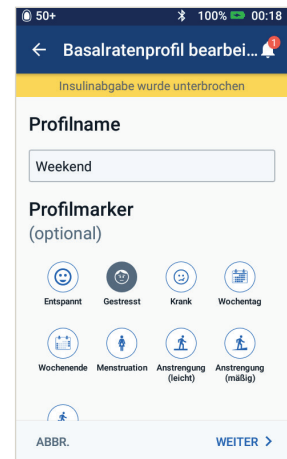 50+ 100% 00:18
Basalratenprofil bearbei... 1
Insulinabgabe wurde unterbrochen
Profilname
Weekend
Profilmarker
(optional)
Entspannt Gestresst Krank Wochentag
Wochenende Menstruation Anstrengung Anstrengung
(leicht) (mäßig)
ABBR. WEITER >